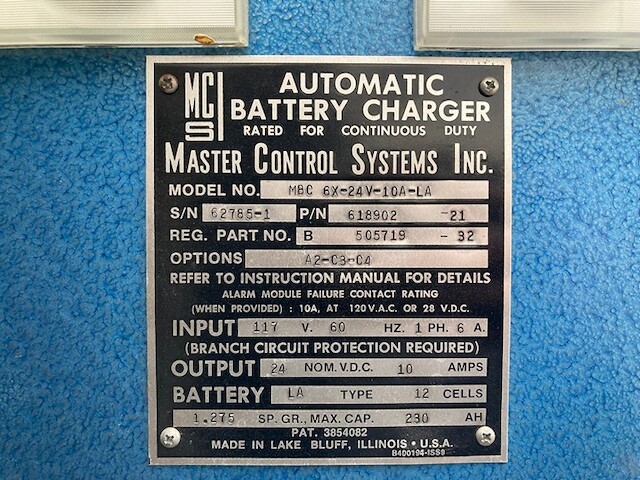 MCS
AUTOMATIC
BATTERY CHARGER
RATED FOR CONTINUOUS DUTY
MASTER CONTROL SYSTEMS INC.
MODEL NO. MBC 6X-24V-10A-LA
S/N 62785-1 P/N 618902 -21
REG. PART NO. B 505719 - 32
OPTIONS A2-C3-C4
REFER TO INSTRUCTION MANUAL FOR DETAILS
ALARM MODULE FAILURE CONTACT RATING
(WHEN PROVIDED) : 10A, AT 120 V.A.C. OR 28 V.D.C.
INPUT 117 V. 60 HZ. 1 PH. 6 A.
(BRANCH CIRCUIT PROTECTION REQUIRED)
OUTPUT 24 NOM. V.D.C. 10 AMPS
BATTERY LA TYPE 12 CELLS
1.275 SP. GR., MAX. CAP. 230 AH
PAT. 3854082
MADE IN LAKE BLUFF, ILLINOIS • U.S.A.
B400194-ISS8